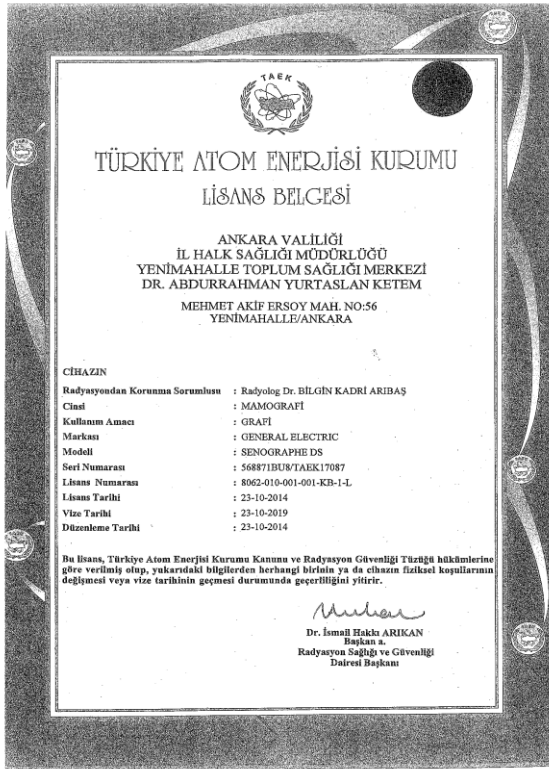 TAEK
TAEK
TÜRKİYE ATOM ENERJİSİ KURUMU
LİSANS BELGESİ
ANKARA VALİLİĞİ
İL HALK SAĞLIĞI MÜDÜRLÜĞÜ
YENİMAHALLE TOPLUM SAĞLIĞI MERKEZİ
DR. ABDURRAHMAN YURTASLAN KETEM
MEHMET AKİF ERSOY MAH. NO:56
YENİMAHALLE/ANKARA
CİHAZIN
Radyasyondan Korunma Sorumlusu : Radyolog Dr. BİLGİN KADRİ ARIBAŞ
Cinsi : MAMOGRAFİ
Kullanım Amacı : GRAFİ
Markası : GENERAL ELECTRIC
Modeli : SENOGRAPHE DS
Seri Numarası : 568871BU8/TAEK17087
Lisans Numarası : 8062-010-001-001-KB-1-L
Lisans Tarihi : 23-10-2014
Vize Tarihi : 23-10-2019
Düzenleme Tarihi : 23-10-2014
Bu lisans, Türkiye Atom Enerjisi Kurumu Kanunu ve Radyasyon Güvenliği Tüzüğü hükümlerine
göre verilmiş olup, yukarıdaki bilgilerden herhangi birinin ya da cihazın fiziksel koşullarının
değişmesi veya vize tarihinin geçmesi durumunda geçerliliğini yitirir.
Dr. İsmail Hakkı ARIKAN
Başkan a.
Radyasyon Sağlığı ve Güvenliği
Dairesi Başkanı